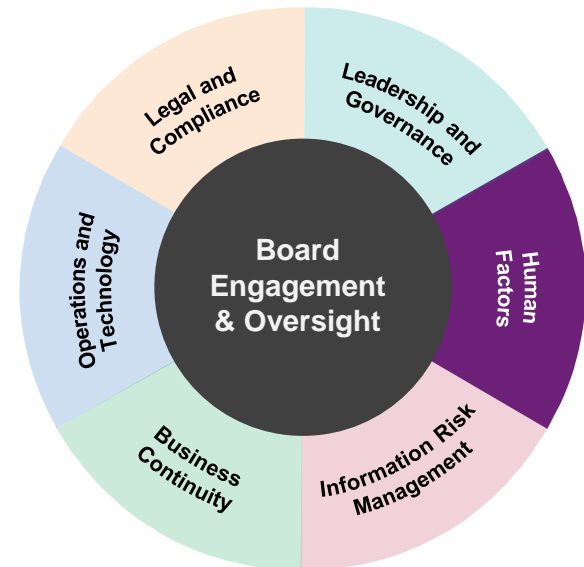 Board
Engagement
& Oversight
Leadership and
Governance
Human
Factors
Information Risk
Management
Business
Continuity
Operations and
Technology
Legal and
Compliance